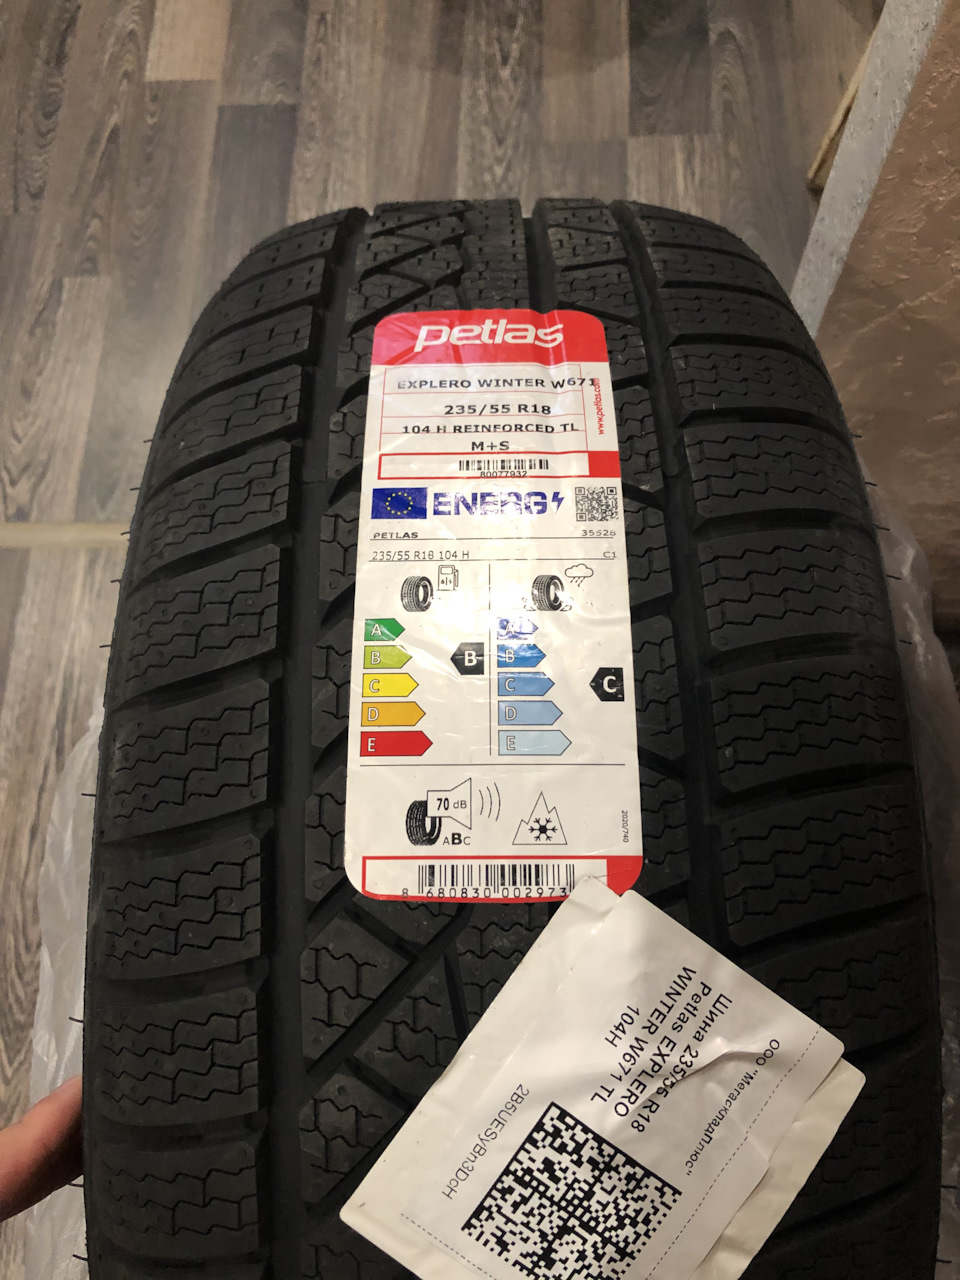 petlas
EXPLERO WINTER W671
235/55 R18
104 H REINFORCED TL
M+S
www.petlas.com
80077932
ENERG
PETLAS 35528
235/55 R18 104 H C1
A
B
C
D
E
B
A
B
C
D
E
C
70 dB
ABC
2020/740
8 680830 002973
ООО "МегаскладПлюс"
Шина 235/55 R18
Petlas EXPLERO
WINTER W671 TL
104H
2B5UESyBn3DcH